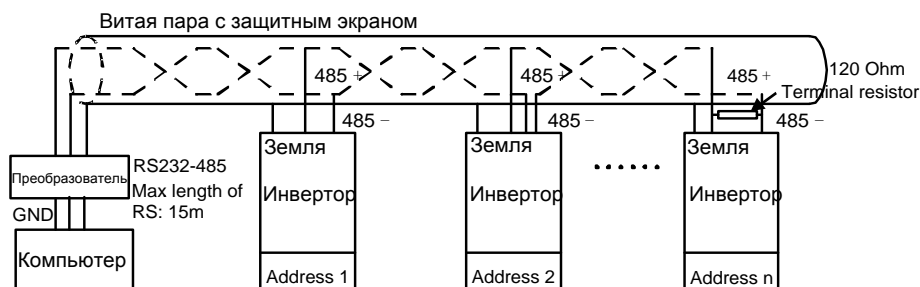 Витая пара с защитным экраном
485 +
485 +
485 +
120 Ohm
Terminal resistor
485 −
485 −
485 −
Земля
Земля
Земля
Преобразователь
RS232-485
Max length of
RS: 15m
Инвертор
Инвертор
......
Инвертор
GND
Компьютер
Address 1
Address 2
Address n